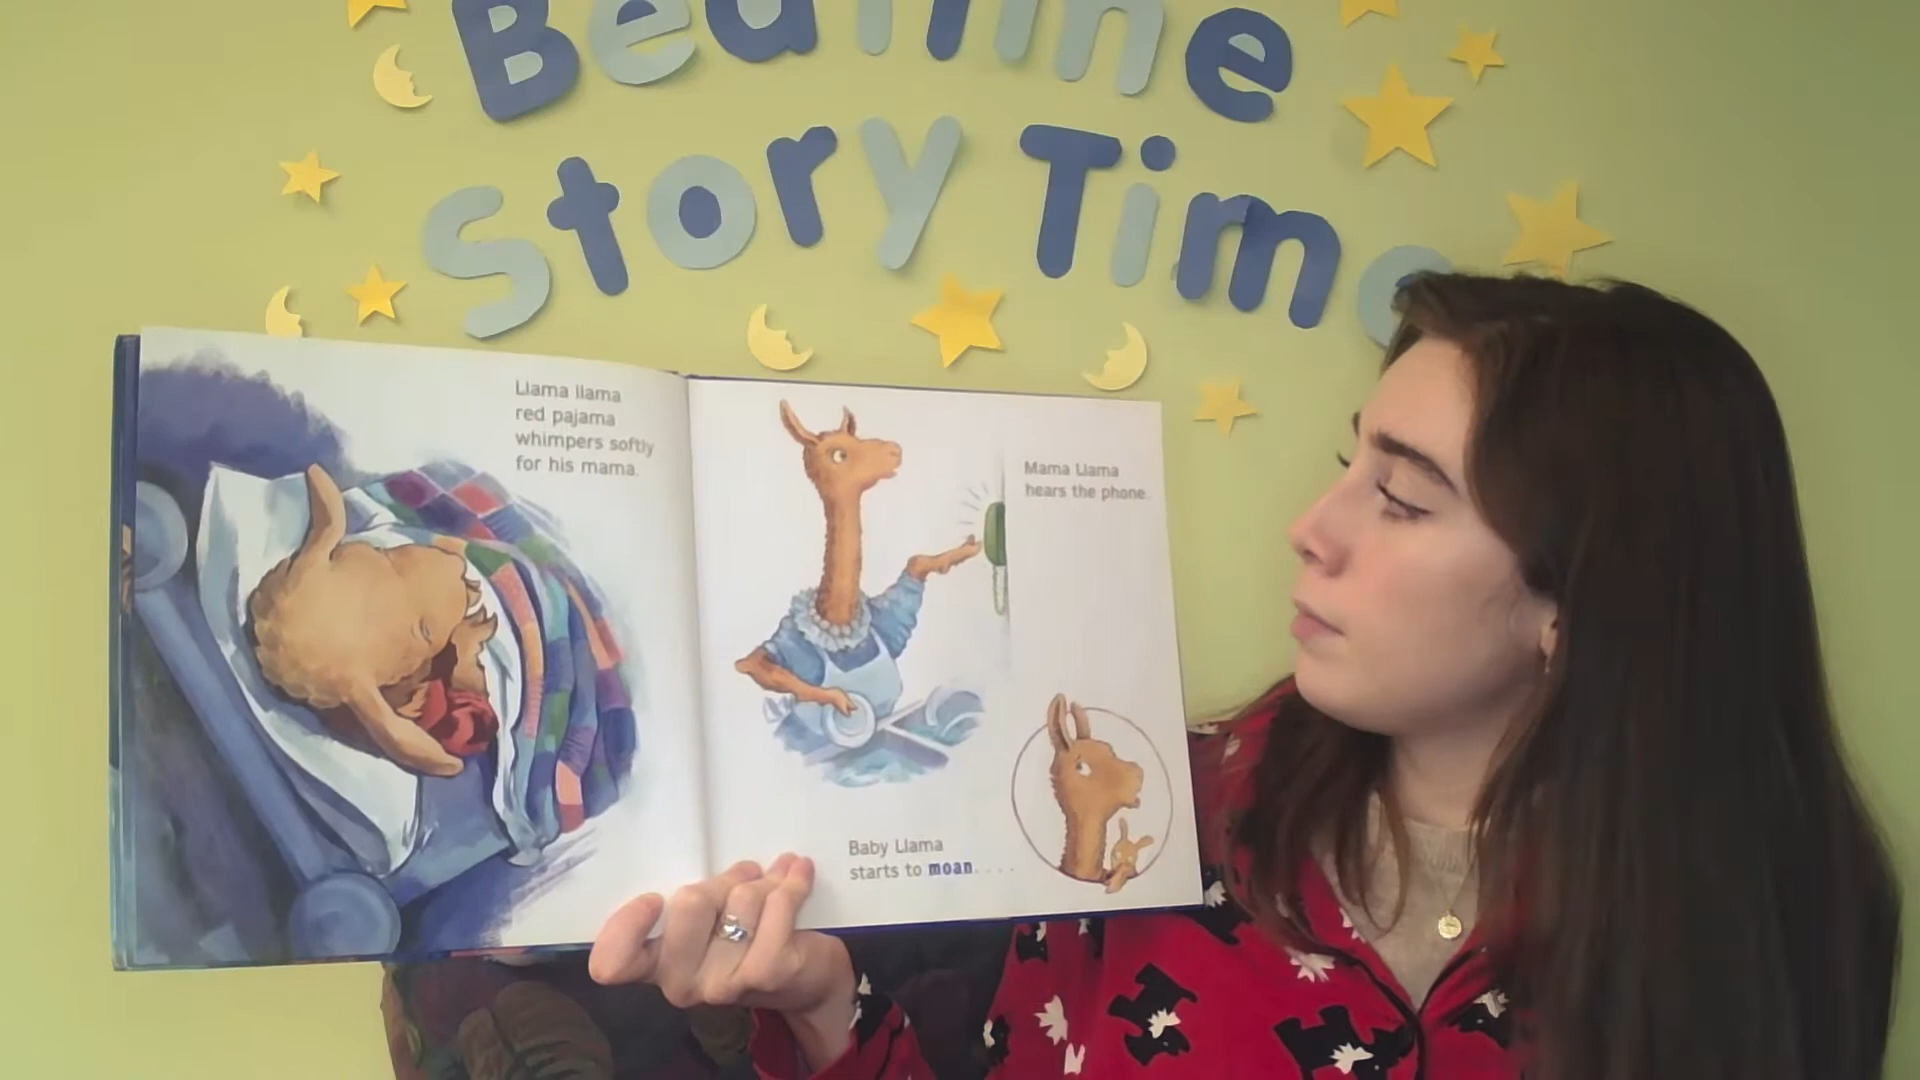 Bedtime
Story Time
Llama llama
red pajama
whimpers softly
for his mama.
Mama Llama
hears the phone.
Baby Llama
starts to moan. . . .